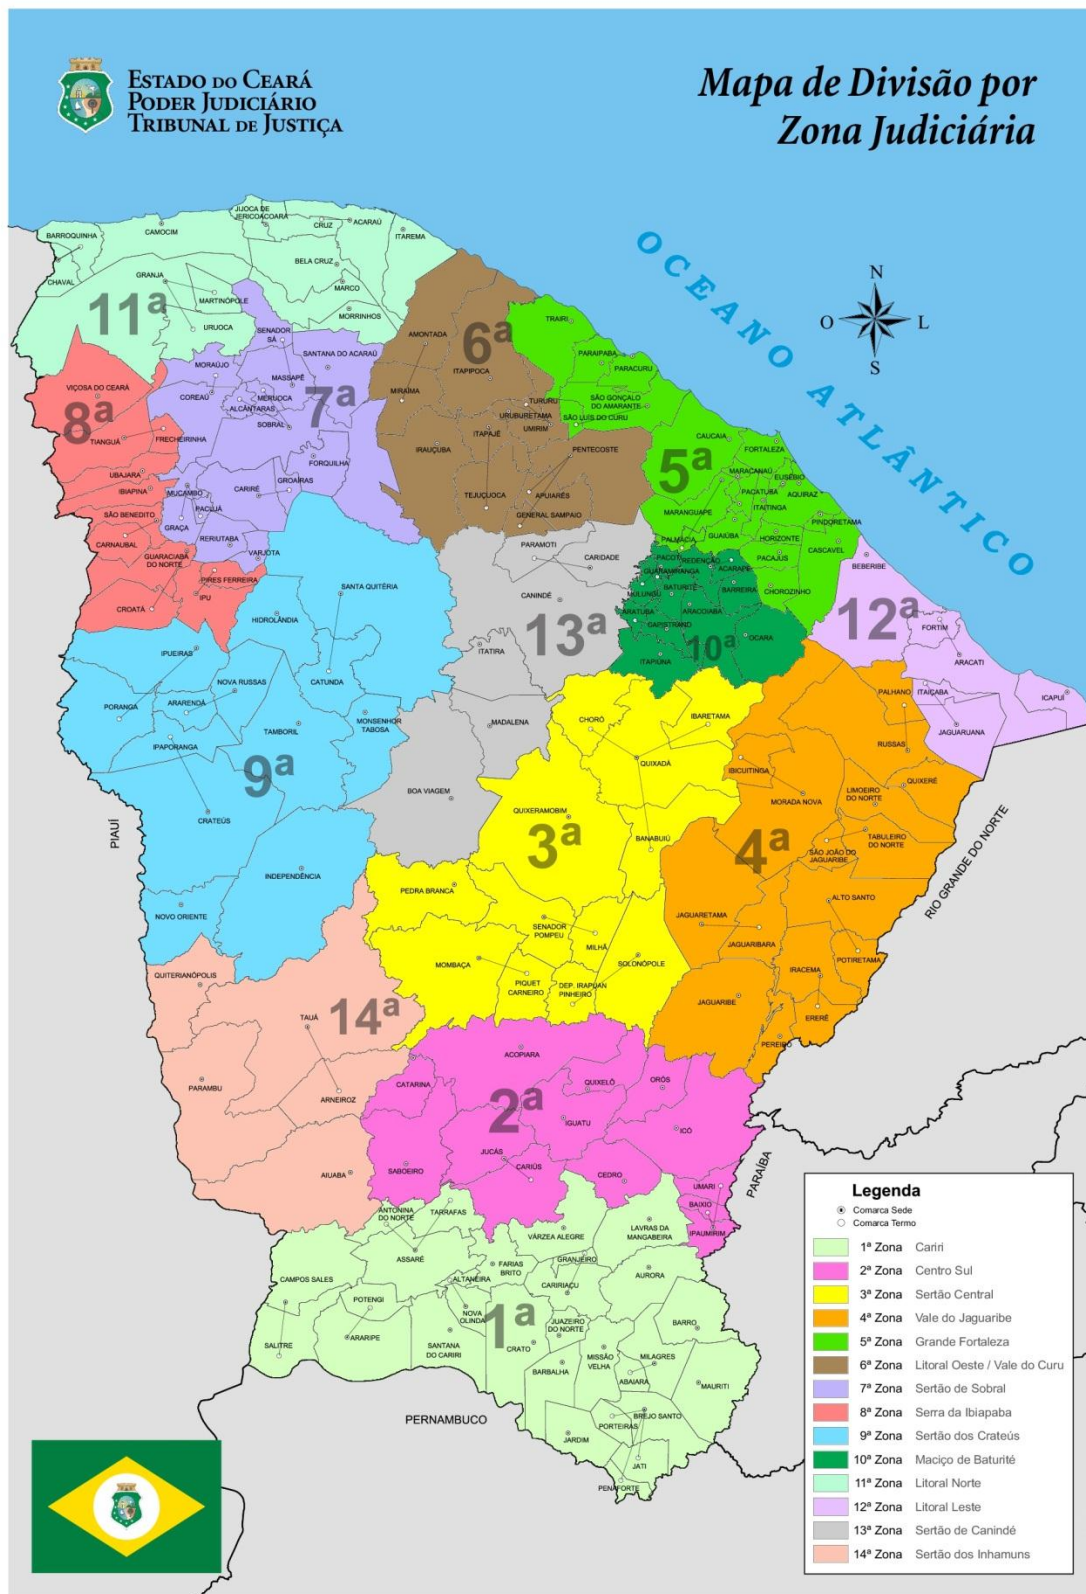 ESTADO DO CEARÁ
PODER JUDICIÁRIO
TRIBUNAL DE JUSTIÇA
Mapa de Divisão por
Zona Judiciária
OCEANO ATLÂNTICO
N
O
L
S
JIJOCA DE
JERICOACOARA
CRUZ
ACARAÚ
ITAREMA
BARROQUINHA
CAMOCIM
CHAVAL
BELA CRUZ
GRANJA
MARCO
MARTINÓPOLE
MORRINHOS
URUOCA
11ª
SENADOR
SÁ
SANTANA DO ACARAÚ
MORAÚJO
MASSAPÊ
COREAÚ
MERUOCA
ALCÂNTARAS
SOBRAL
7ª
FORQUILHA
GROAÍRAS
CARIRÉ
MUCAMBO
PACUJÁ
GRAÇA
RERIUTABA
VARJOTA
VIÇOSA DO CEARÁ
8ª
TIANGUÁ
FRECHEIRINHA
UBAJARA
IBIAPINA
SÃO BENEDITO
CARNAUBAL
GUARACIABA
DO NORTE
PIRES FERREIRA
CROATÁ
IPU
AMONTADA
6ª
ITAPIPOCA
MIRAÍMA
TURURU
URUBURETAMA
UMIRIM
ITAPAJÉ
IRAUÇUBA
PENTECOSTE
TEJUÇUOCA
APUIARÉS
GENERAL SAMPAIO
TRAIRI
PARAIPABA
PARACURU
SÃO GONÇALO
DO AMARANTE
SÃO LUÍS DO CURU
CAUCAIA
FORTALEZA
5ª
MARACANAÚ
EUSÉBIO
PACATUBA
AQUIRAZ
ITAITINGA
MARANGUAPE
PINDORETAMA
GUAIÚBA
HORIZONTE
PALMÁCIA
CASCAVEL
PACAJUS
CHOROZINHO
PACOTI
REDENÇÃO
GUARAMIRANGA
ACARAPE
MULUNGU
BATURITÉ
BARREIRA
ARATUBA
ARACOIABA
CAPISTRANO
OCARA
10ª
ITAPIÚNA
BEBERIBE
12ª
FORTIM
ARACATI
ITAIÇABA
ICAPUÍ
JAGUARUANA
PARAMOTI
CARIDADE
CANINDÉ
13ª
ITATIRA
MADALENA
BOA VIAGEM
SANTA QUITÉRIA
HIDROLÂNDIA
IPUEIRAS
NOVA RUSSAS
CATUNDA
PORANGA
ARARENDÁ
MONSENHOR
TABOSA
TAMBORIL
IPAPORANGA
9ª
CRATEÚS
INDEPENDÊNCIA
NOVO ORIENTE
CHORÓ
IBARETAMA
QUIXADÁ
QUIXERAMOBIM
3ª
BANABUIÚ
PEDRA BRANCA
SENADOR
POMPEU
MILHÃ
MOMBAÇA
SOLONÓPOLE
PIQUET
CARNEIRO
DEP. IRAPUAN
PINHEIRO
PALHANO
RUSSAS
IBICUITINGA
QUIXERÉ
MORADA NOVA
LIMOEIRO
DO NORTE
4ª
TABULEIRO
DO NORTE
SÃO JOÃO DO
JAGUARIBE
ALTO SANTO
JAGUARETAMA
JAGUARIBARA
POTIRETAMA
IRACEMA
JAGUARIBE
ERERÊ
PEREIRO
QUITERIANÓPOLIS
14ª
TAUÁ
PARAMBU
ARNEIROZ
AIUABA
ACOPIARA
CATARINA
QUIXELÔ
ORÓS
2ª
IGUATU
ICÓ
JUCÁS
SABOEIRO
CARIÚS
CEDRO
UMARI
BAIXIO
IPAUMIRIM
ANTONINA
DO NORTE
TARRAFAS
VÁRZEA ALEGRE
LAVRAS DA
MANGABEIRA
ASSARÉ
GRANJEIRO
FARIAS
BRITO
AURORA
CAMPOS SALES
ALTANEIRA
CARIRIAÇU
POTENGI
NOVA
OLINDA
1ª
JUAZEIRO
DO NORTE
BARRO
SALITRE
ARARIPE
SANTANA
DO CARIRI
CRATO
MISSÃO
VELHA
MILAGRES
BARBALHA
ABAIARA
MAURITI
BREJO SANTO
PORTEIRAS
JARDIM
JATI
PENAFORTE
PIAUÍ
RIO GRANDE DO NORTE
PARAÍBA
PERNAMBUCO
Legenda
Comarca Sede
Comarca Termo
1ª Zona Cariri
2ª Zona Centro Sul
3ª Zona Sertão Central
4ª Zona Vale do Jaguaribe
5ª Zona Grande Fortaleza
6ª Zona Litoral Oeste / Vale do Curu
7ª Zona Sertão de Sobral
8ª Zona Serra da Ibiapaba
9ª Zona Sertão dos Crateús
10ª Zona Maciço de Baturité
11ª Zona Litoral Norte
12ª Zona Litoral Leste
13ª Zona Sertão de Canindé
14ª Zona Sertão dos Inhamuns